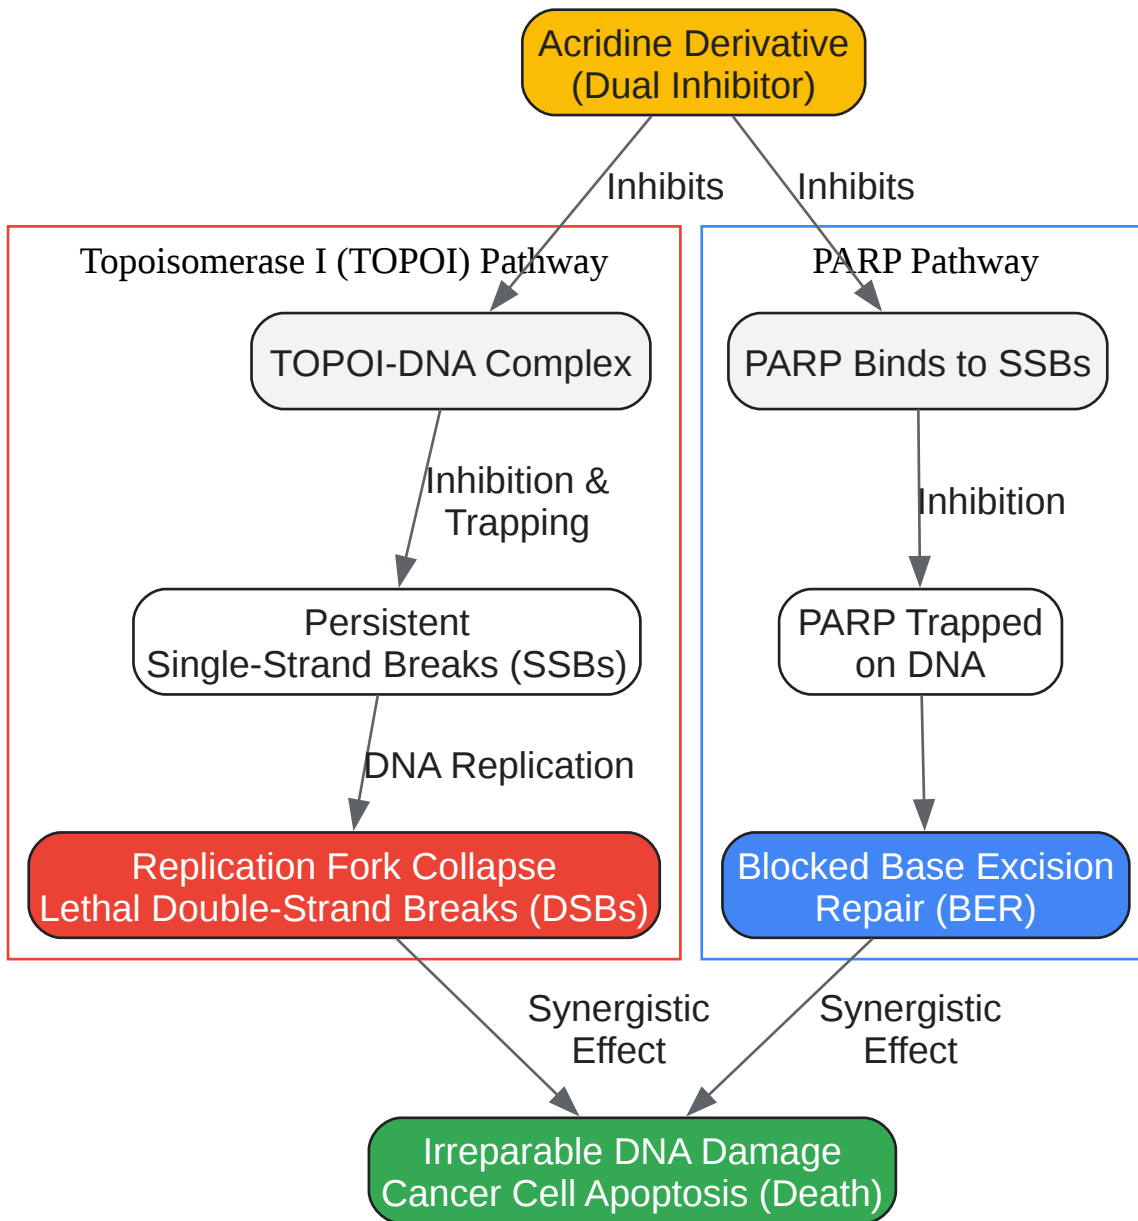 Acridine Derivative
(Dual Inhibitor)
Inhibits
Inhibits
Topoisomerase I (TOPOI) Pathway
PARP Pathway
TOPOI-DNA Complex
PARP Binds to SSBs
Inhibition &
Trapping
Inhibition
Persistent
Single-Strand Breaks (SSBs)
PARP Trapped
on DNA
DNA Replication
Replication Fork Collapse
Lethal Double-Strand Breaks (DSBs)
Blocked Base Excision
Repair (BER)
Synergistic
Effect
Synergistic
Effect
Irreparable DNA Damage
Cancer Cell Apoptosis (Death)